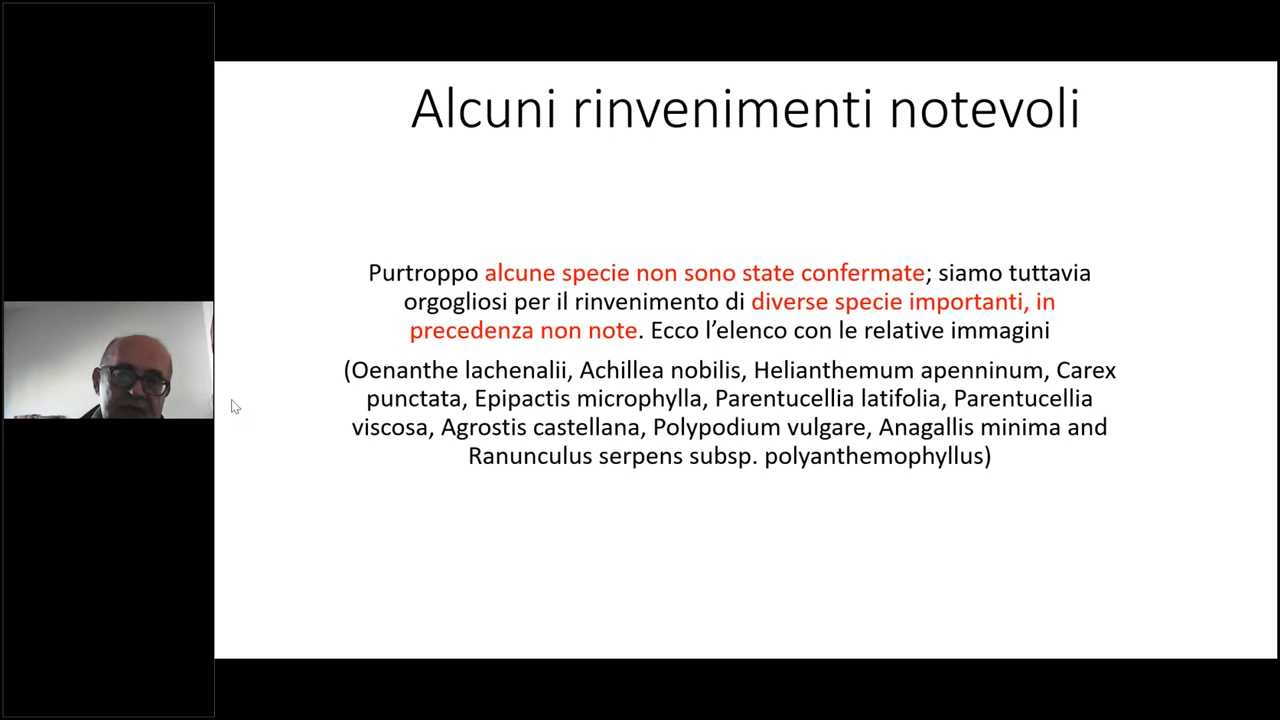 Alcuni rinvenimenti notevoli
Purtroppo alcune specie non sono state confermate; siamo tuttavia
orgogliosi per il rinvenimento di diverse specie importanti, in
precedenza non note. Ecco l’elenco con le relative immagini
(Oenanthe lachenalii, Achillea nobilis, Helianthemum apenninum, Carex
punctata, Epipactis microphylla, Parentucellia latifolia, Parentucellia
viscosa, Agrostis castellana, Polypodium vulgare, Anagallis minima and
Ranunculus serpens subsp. polyanthemophyllus)